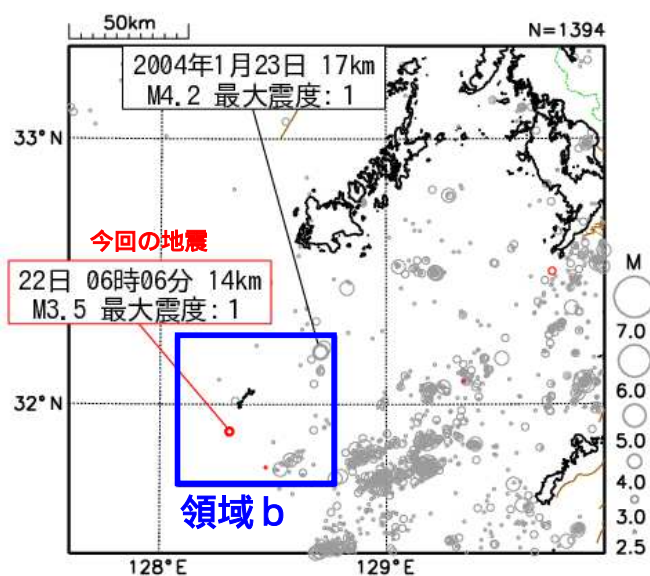 50km
N=1394
2004年1月23日 17km
M4.2 最大震度:1
33°N
今回の地震
22日 06時06分 14km
M3.5 最大震度:1
M
7.0
6.0
5.0
4.0
3.0
2.5
32°N
領域b
128°E
129°E